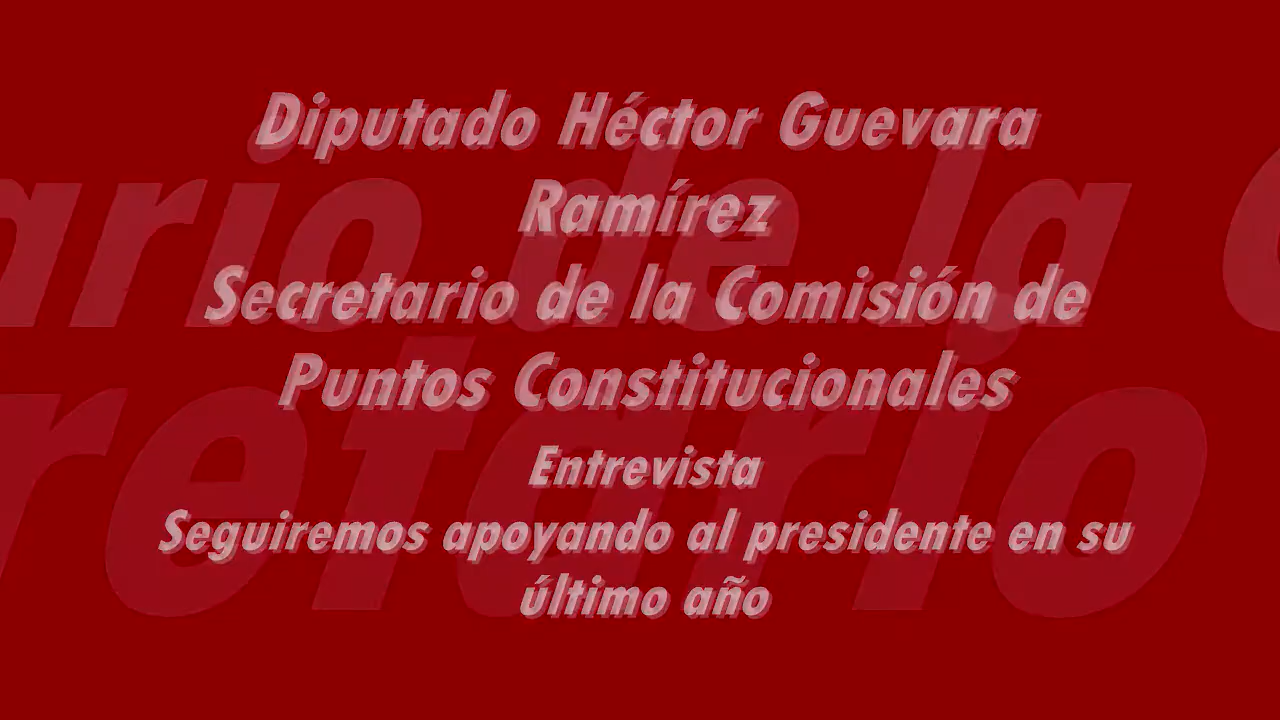 Diputado Héctor Guevara
Ramírez
Secretario de la Comisión de
Puntos Constitucionales
Entrevista
Seguiremos apoyando al presidente en su
último año